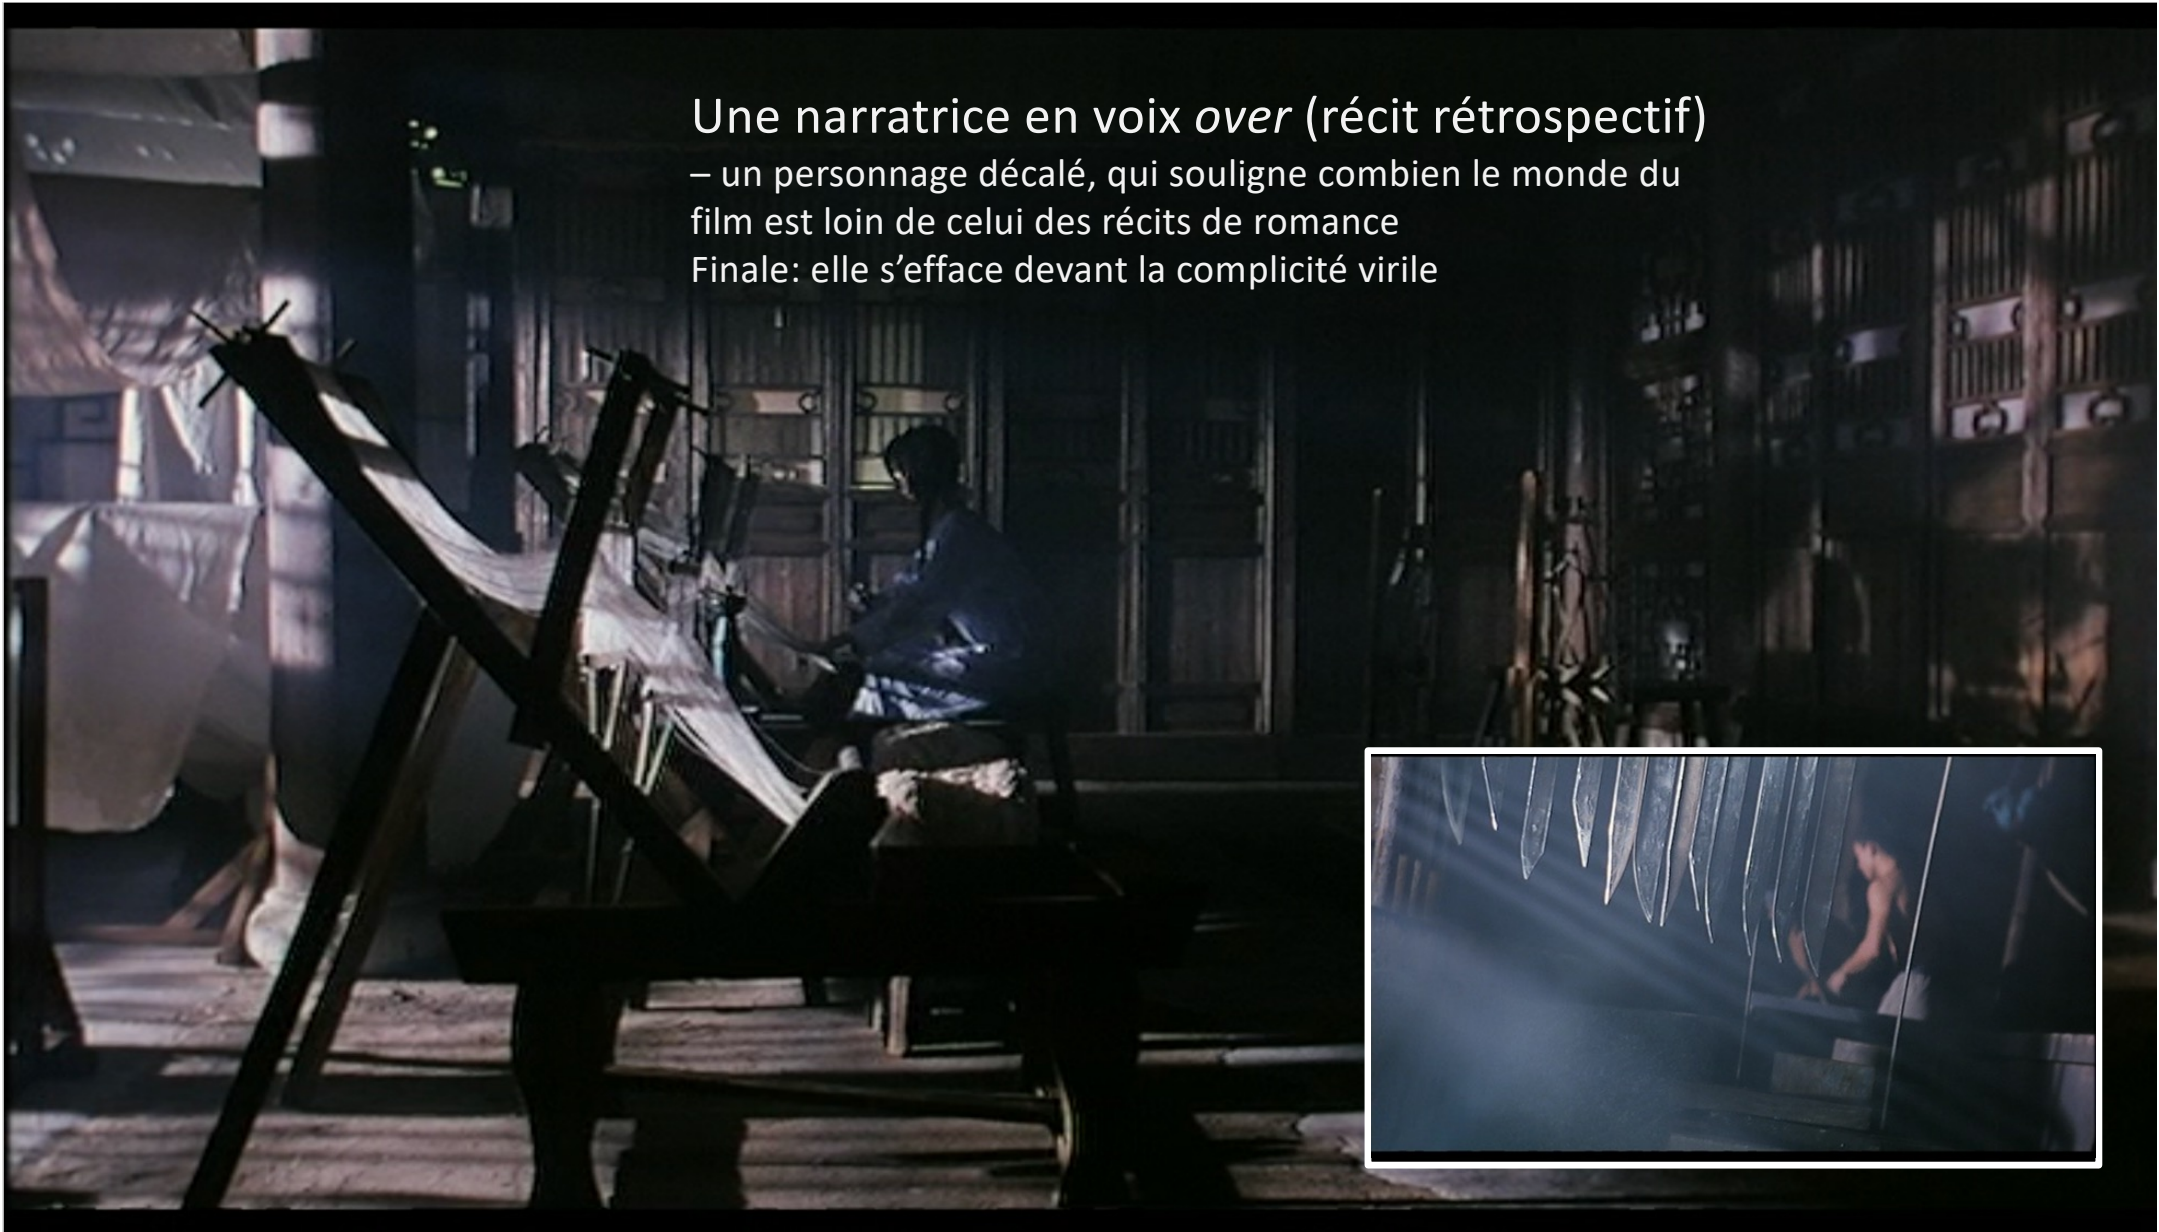 Une narratrice en voix over (récit rétrospectif)
– un personnage décalé, qui souligne combien le monde du
film est loin de celui des récits de romance
Finale: elle s’efface devant la complicité virile